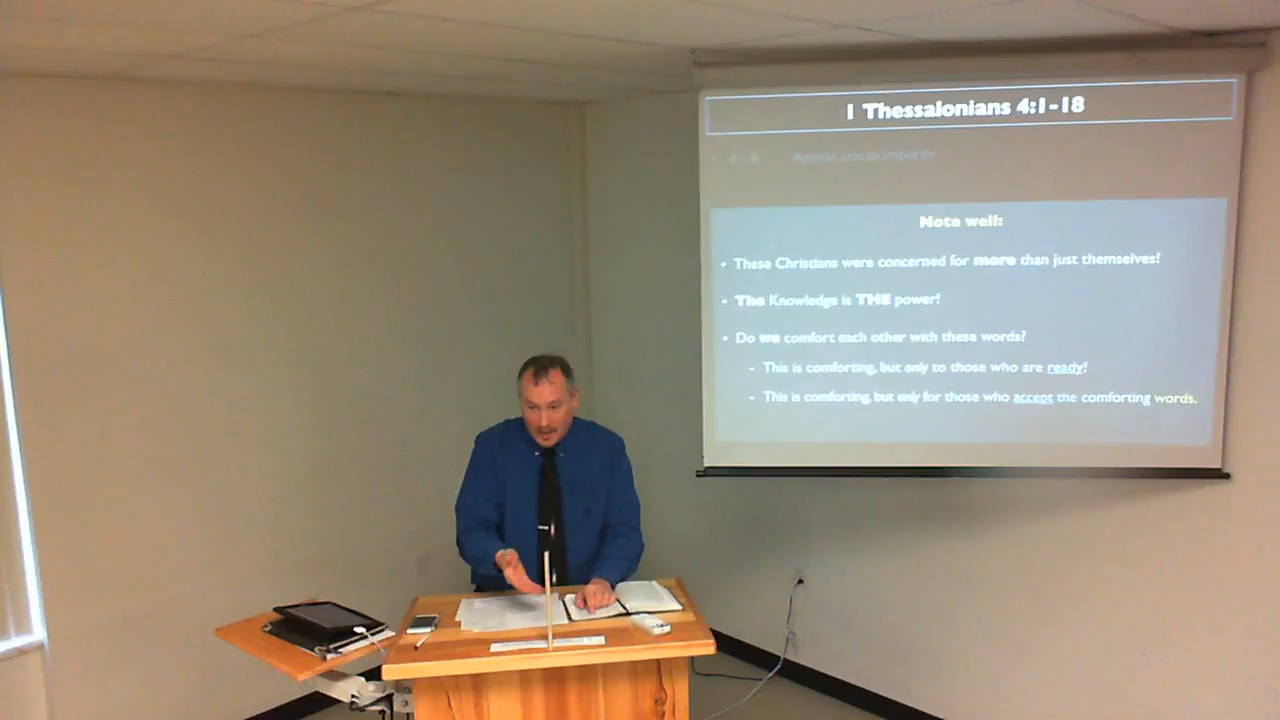 1 Thessalonians 4:1-18
impurity
Note well:
• These Christians were concerned for more than just themselves!
• The Knowledge is THE power!
• Do we comfort each other with these words?
- This is comforting, but only to those who are ready!
- This is comforting, but only for those who accept the comforting words.